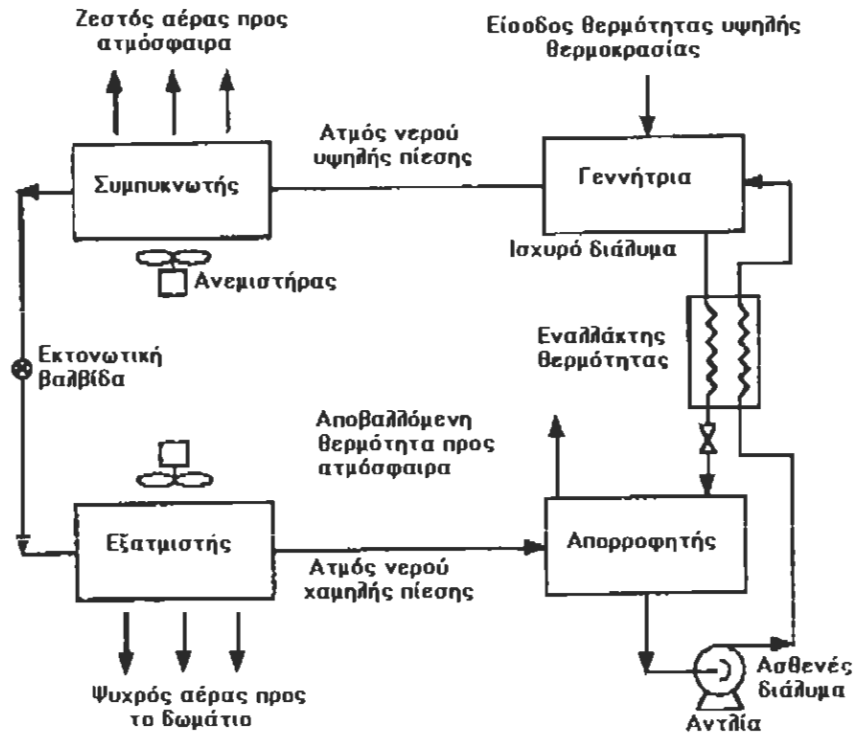 Ζεστός αέρας προς
ατμόσφαιρα
Είσοδος θερμότητας υψηλής
θερμοκρασίας
Ατμός νερού
υψηλής πίεσης
Συμπυκνωτής
Γεννήτρια
Ισχυρό διάλυμα
Ανεμιστήρας
Εναλλάκτης
θερμότητας
Εκτονωτική
βαλβίδα
Αποβαλλόμενη
θερμότητα προς
ατμόσφαιρα
Εξατμιστής
Απορροφητής
Ατμός νερού
χαμηλής πίεσης
Ασθενές
διάλυμα
Αντλία
Ψυχρός αέρας προς
το δωμάτιο